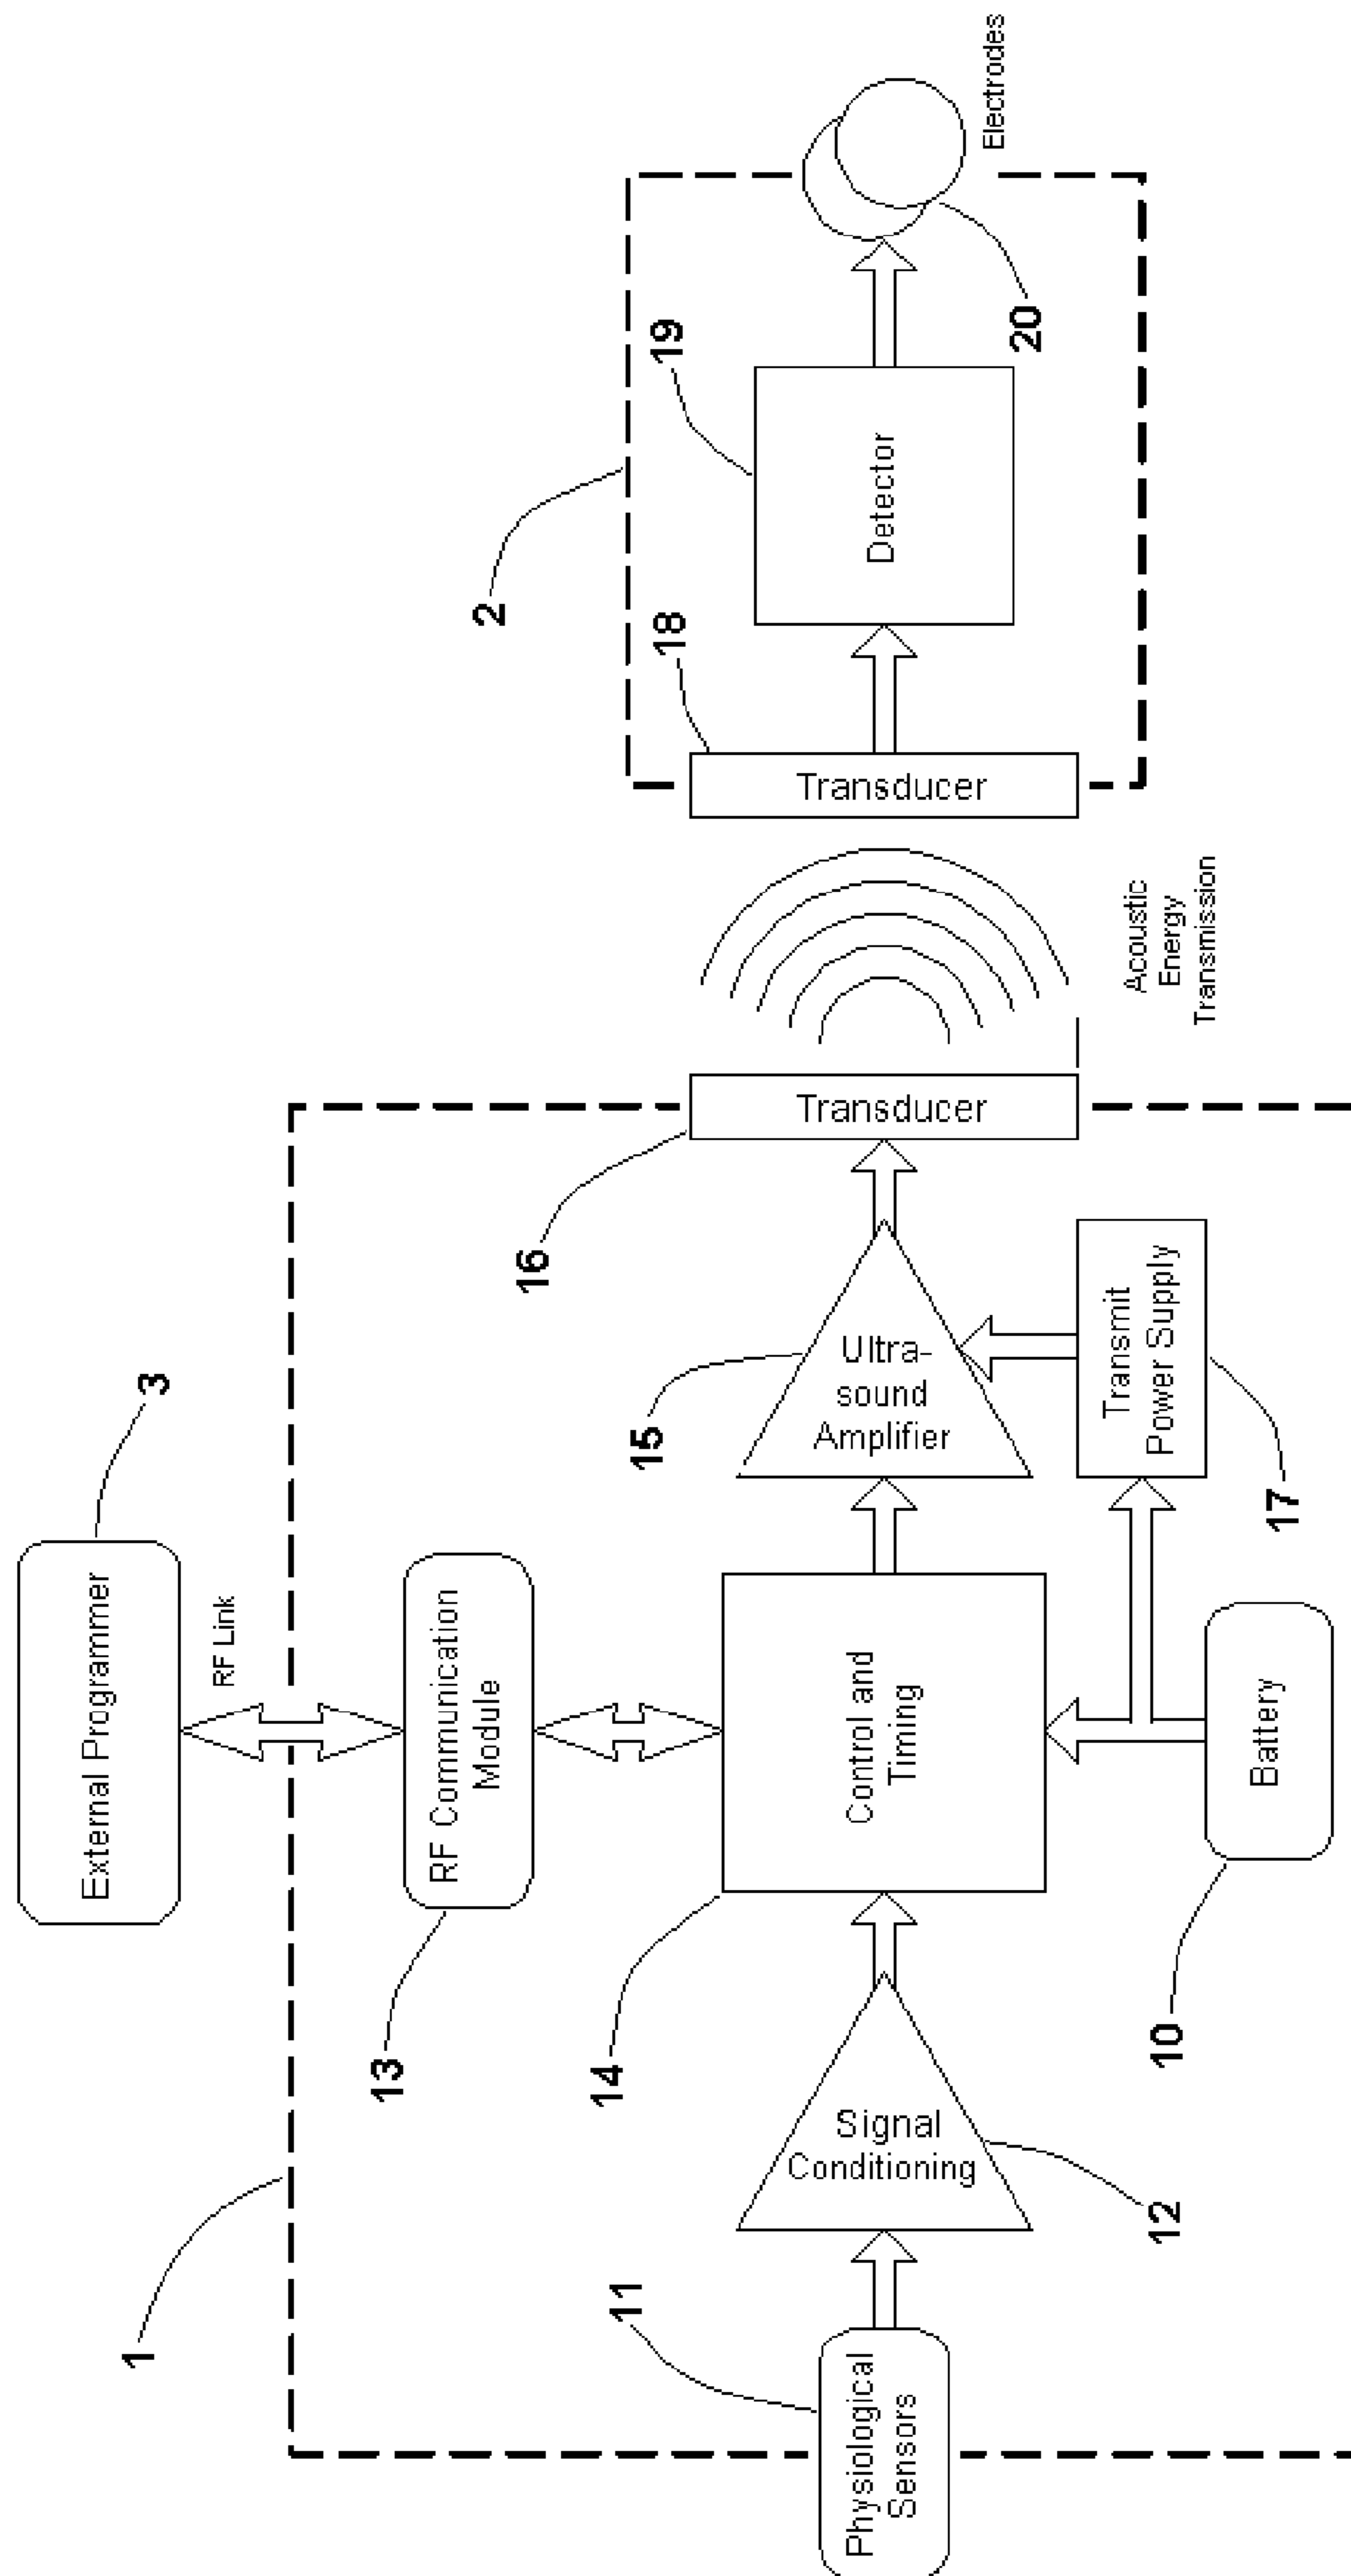 External Programmer
3
RF Link
1
13
RF Communication
Module
2
11
Physiological
Sensors
Signal
Conditioning
12
14
Control and
Timing
15
Ultra-
sound
Amplifier
16
Transducer
18
Transducer
19
Detector
20
Electrodes
10
Battery
Transmit
Power Supply
17
Acoustic
Energy
Transmission